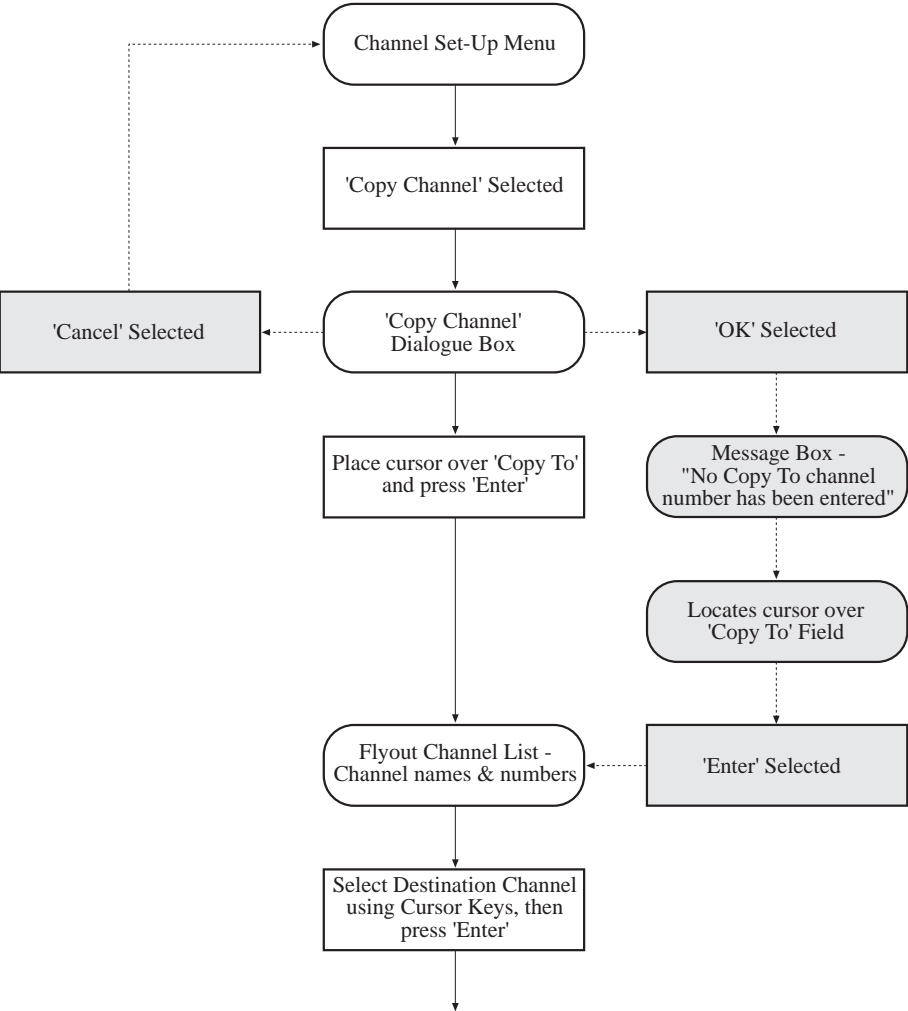 Channel Set-Up Menu
'Copy Channel' Selected
'Cancel' Selected
'Copy Channel'
Dialogue Box
'OK' Selected
Place cursor over 'Copy To'
and press 'Enter'
Message Box -
"No Copy To channel
number has been entered"
Locates cursor over
'Copy To' Field
Flyout Channel List -
Channel names & numbers
'Enter' Selected
Select Destination Channel
using Cursor Keys, then
press 'Enter'